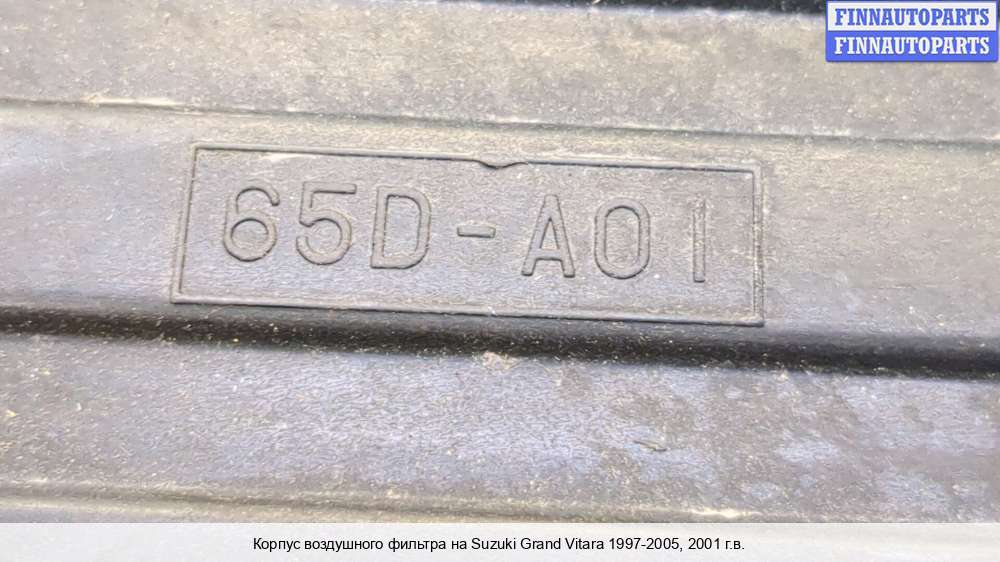 FINNAUTOPARTS
FINNAUTOPARTS
65D-A01
Корпус воздушного фильтра на Suzuki Grand Vitara 1997-2005, 2001 г.в.